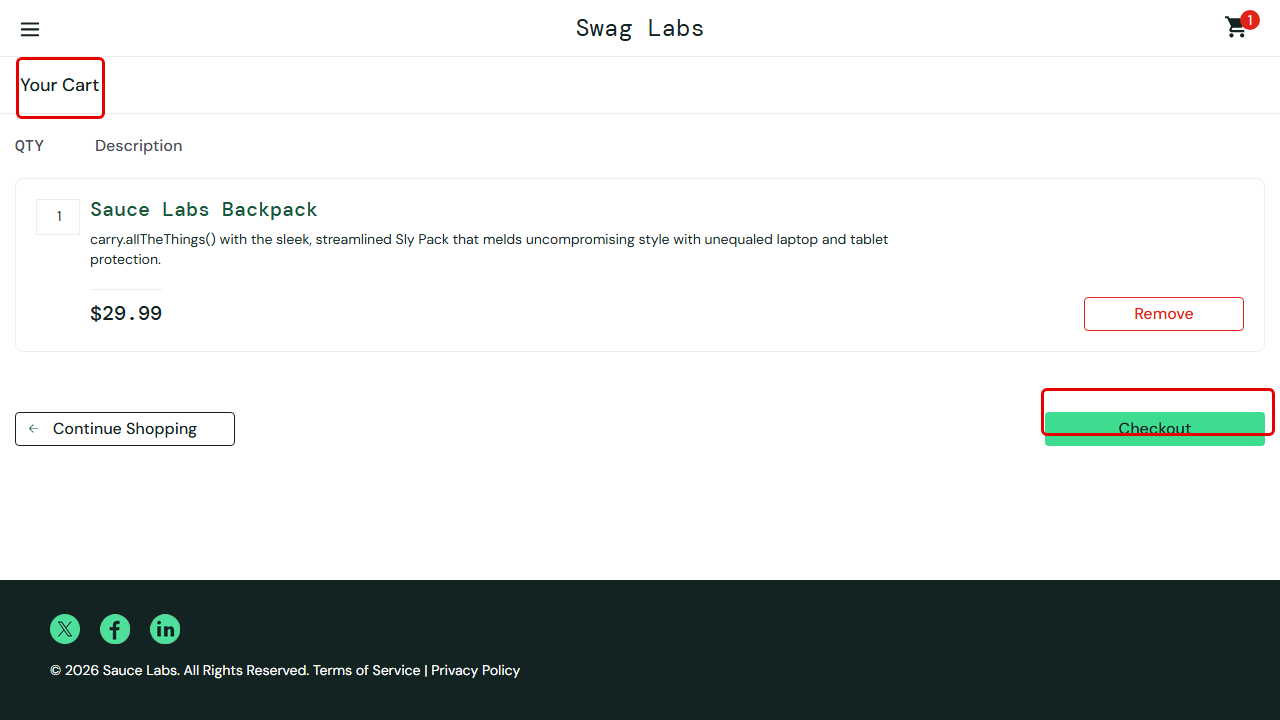 Swag Labs
1
Your Cart
QTY
Description
1
Sauce Labs Backpack
carry.allTheThings() with the sleek, streamlined Sly Pack that melds uncompromising style with unequaled laptop and tablet
protection.
$29.99
Remove
Continue Shopping
Checkout
© 2026 Sauce Labs. All Rights Reserved. Terms of Service | Privacy Policy